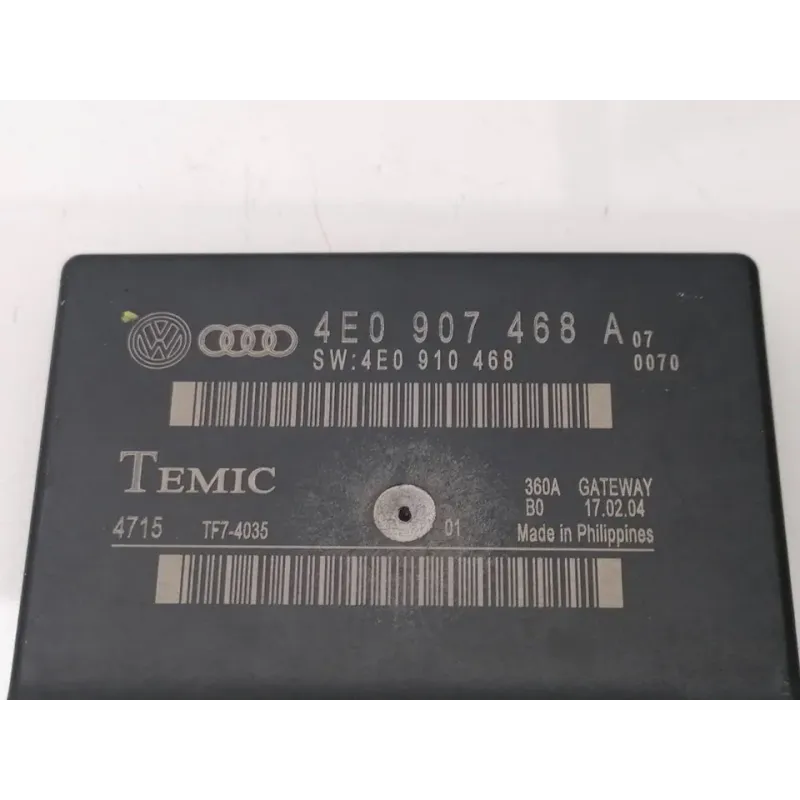 4E0 907 468 A 07
SW:4E0 910 468 0070
TEMIC
360A GATEWAY
B0 17.02.04
4715 TF7-4035 01 Made in Philippines